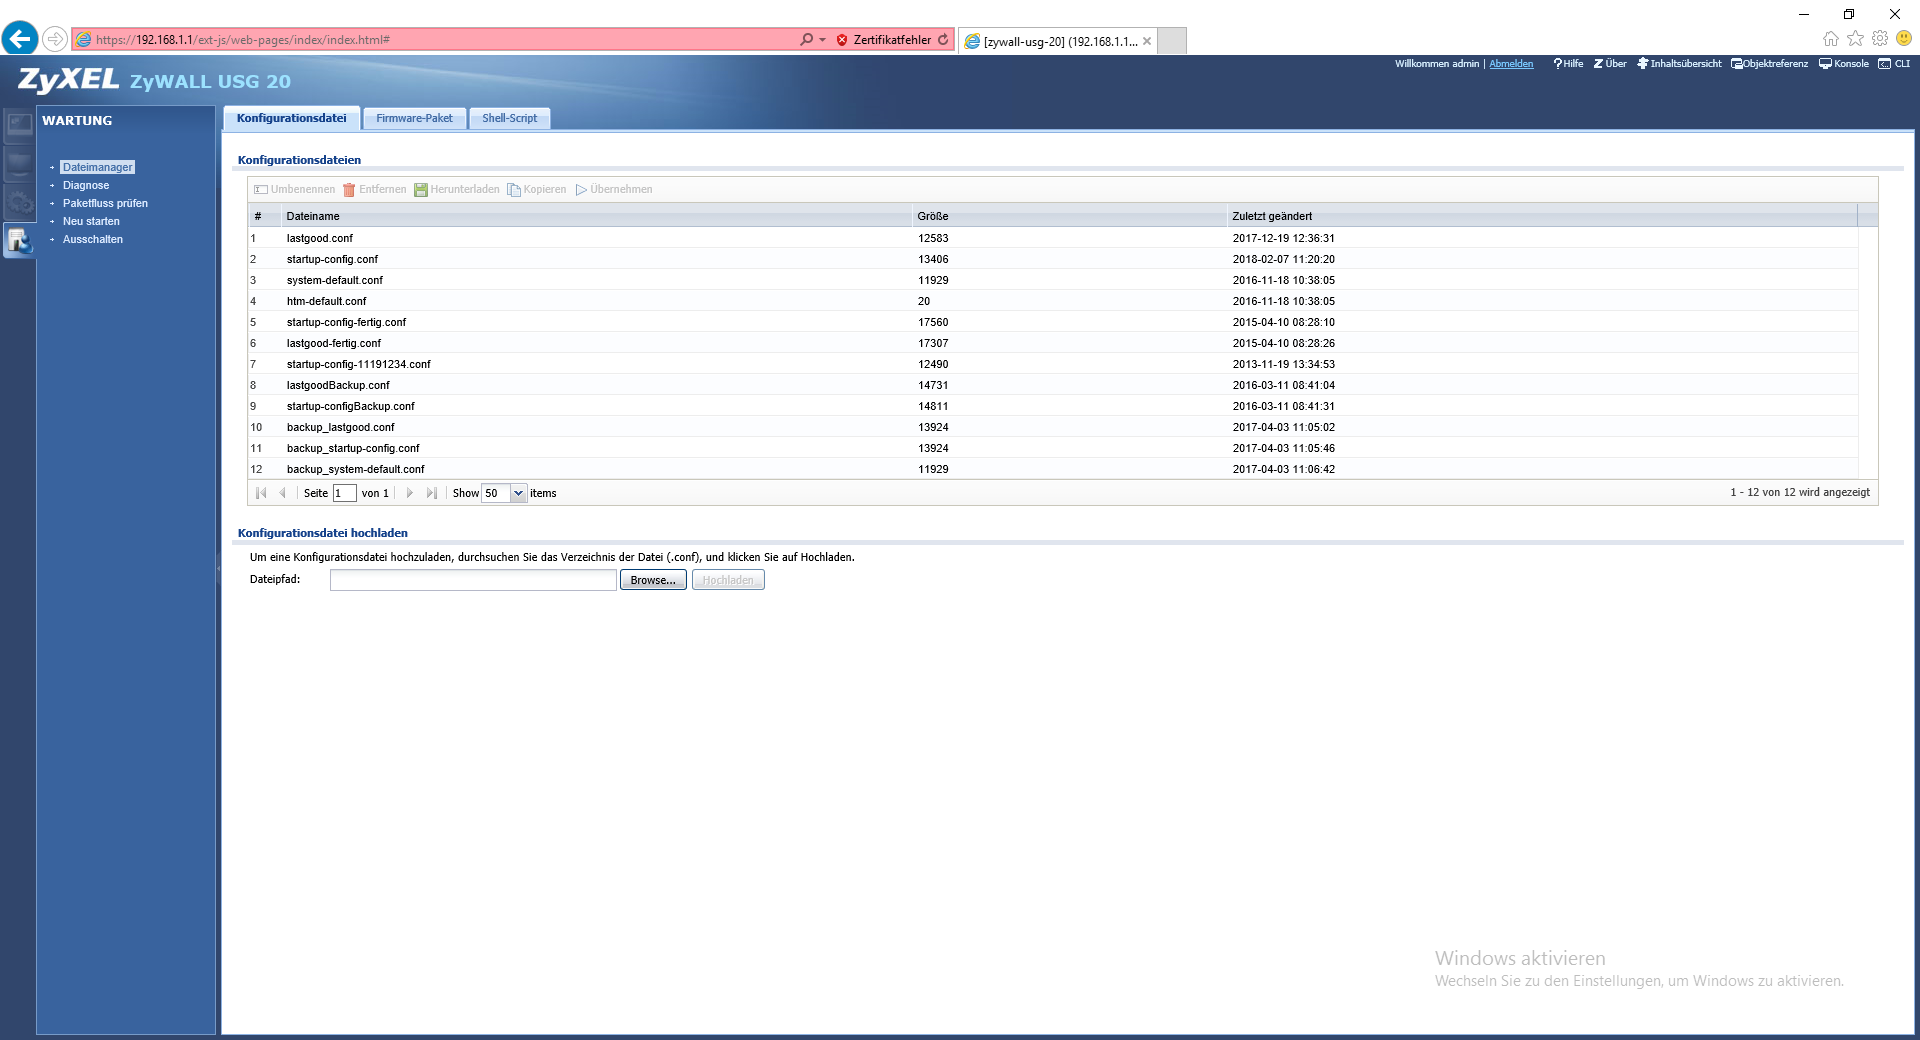 https://192.168.1.1/ext-js/web-pages/index/index.html#
Zertifikatfehler
[zywall-usg-20] (192.168.1.1...
ZyXEL ZyWALL USG 20
Willkommen admin | Abmelden ?Hilfe Z Über Inhaltsübersicht Objektreferenz Konsole CLI
WARTUNG
Dateimanager
Diagnose
Paketfluss prüfen
Neu starten
Ausschalten
Konfigurationsdatei Firmware-Paket Shell-Script
Konfigurationsdateien
Umbenennen Entfernen Herunterladen Kopieren Übernehmen
# Dateiname Größe Zuletzt geändert
1 lastgood.conf 12583 2017-12-19 12:36:31
2 startup-config.conf 13406 2018-02-07 11:20:20
3 system-default.conf 11929 2016-11-18 10:38:05
4 htm-default.conf 20 2016-11-18 10:38:05
5 startup-config-fertig.conf 17560 2015-04-10 08:28:10
6 lastgood-fertig.conf 17307 2015-04-10 08:28:26
7 startup-config-11191234.conf 12490 2013-11-19 13:34:53
8 lastgoodBackup.conf 14731 2016-03-11 08:41:04
9 startup-configBackup.conf 14811 2016-03-11 08:41:31
10 backup_lastgood.conf 13924 2017-04-03 11:05:02
11 backup_startup-config.conf 13924 2017-04-03 11:05:46
12 backup_system-default.conf 11929 2017-04-03 11:06:42
Seite 1 von 1 Show 50 items 1 - 12 von 12 wird angezeigt
Konfigurationsdatei hochladen
Um eine Konfigurationsdatei hochzuladen, durchsuchen Sie das Verzeichnis der Datei (.conf), und klicken Sie auf Hochladen.
Dateipfad: Browse... Hochladen
Windows aktivieren
Wechseln Sie zu den Einstellungen, um Windows zu aktivieren.